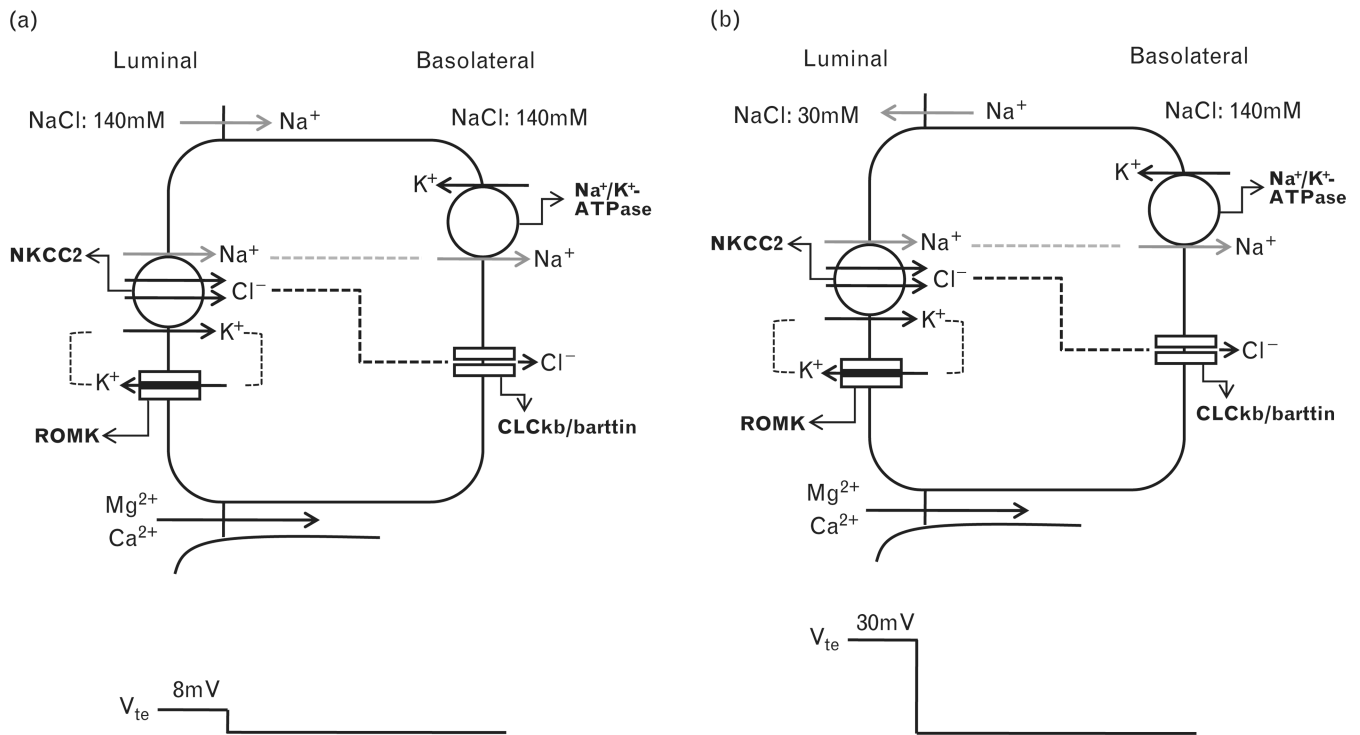 (a)
Luminal
Basolateral
NaCl: 140mM
Na⁺
NaCl: 140mM
K⁺
Na⁺/K⁺-
ATPase
NKCC2
Na⁺
Na⁺
Cl⁻
K⁺
K⁺
Cl⁻
ROMK
CLCkb/barttin
Mg²⁺
Ca²⁺
8mV
Vte
(b)
Luminal
Basolateral
NaCl: 30mM
Na⁺
NaCl: 140mM
K⁺
Na⁺/K⁺-
ATPase
NKCC2
Na⁺
Na⁺
Cl⁻
K⁺
K⁺
Cl⁻
ROMK
CLCkb/barttin
Mg²⁺
Ca²⁺
30mV
Vte